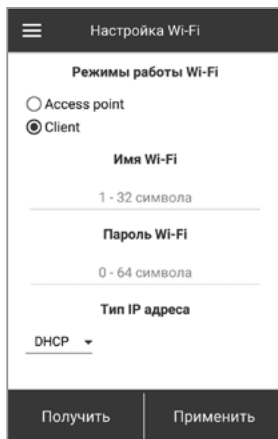 Настройка Wi-Fi
Режимы работы Wi-Fi
Access point
Client
Имя Wi-Fi
1 - 32 символа
Пароль Wi-Fi
0 - 64 символа
Тип IP адреса
DHCP
Получить Применить